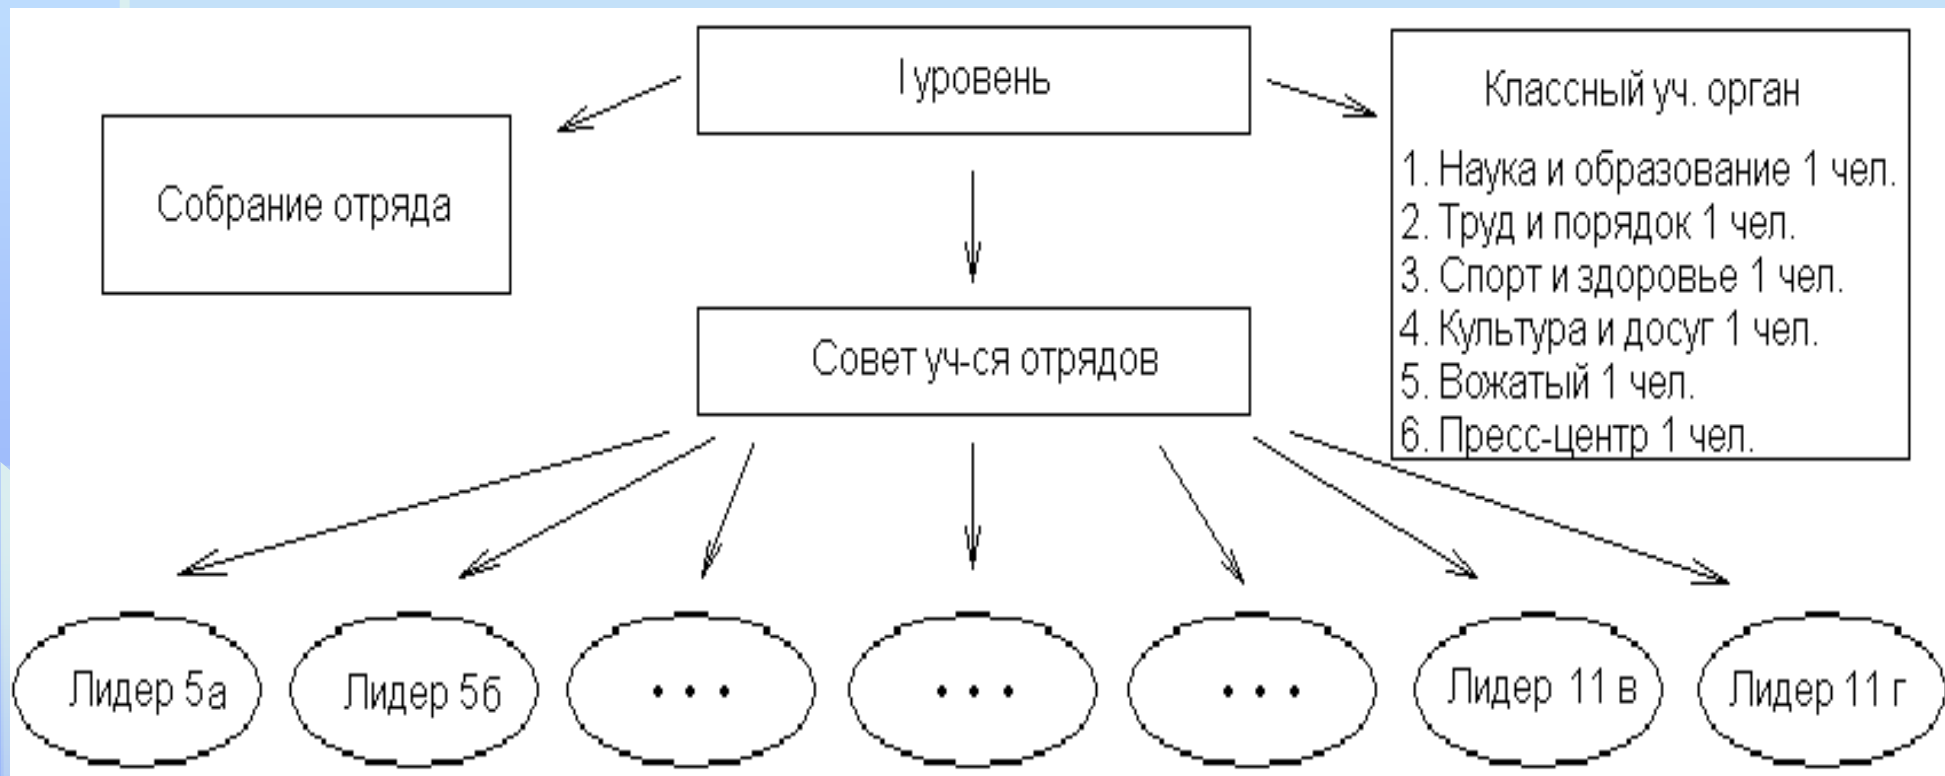 I уровень
Собрание отряда
Классный уч. орган
1. Наука и образование 1 чел.
2. Труд и порядок 1 чел.
3. Спорт и здоровье 1 чел.
4. Культура и досуг 1 чел.
5. Вожатый 1 чел.
6. Пресс-центр 1 чел.
Совет уч-ся отрядов
Лидер 5а
Лидер 5б
• • •
• • •
• • •
Лидер 11 в
Лидер 11 г